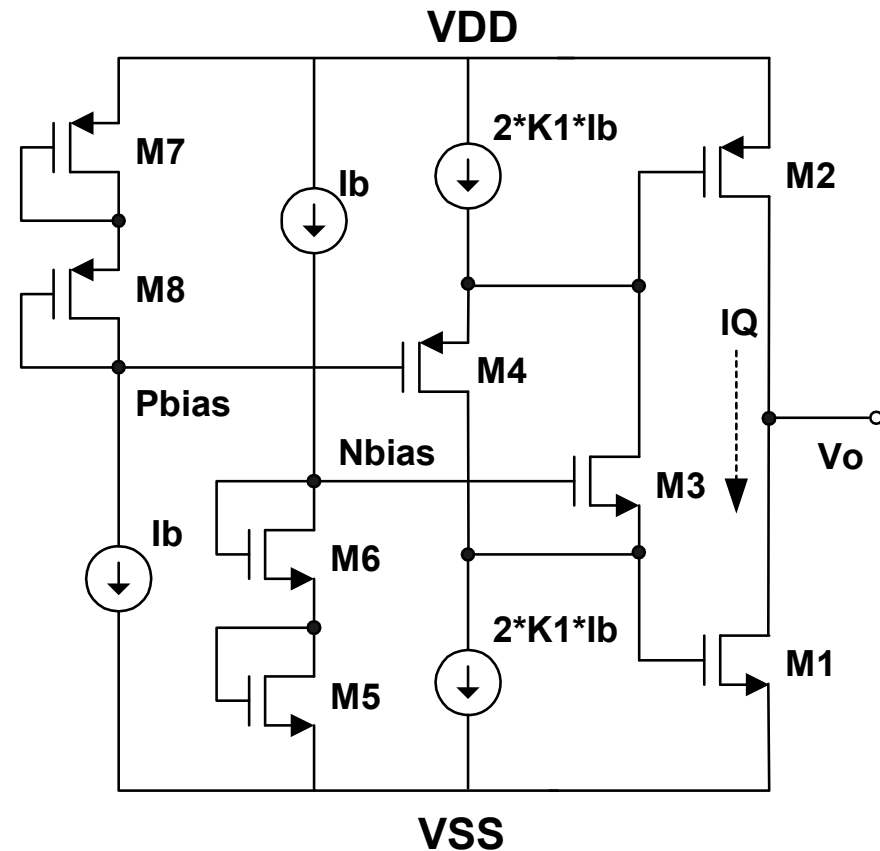 VDD
2*K1*Ib
M7
Ib
M2
M8
IQ
M4
Pbias
Nbias
Vo
M3
Ib
M6
2*K1*Ib
M1
M5
VSS